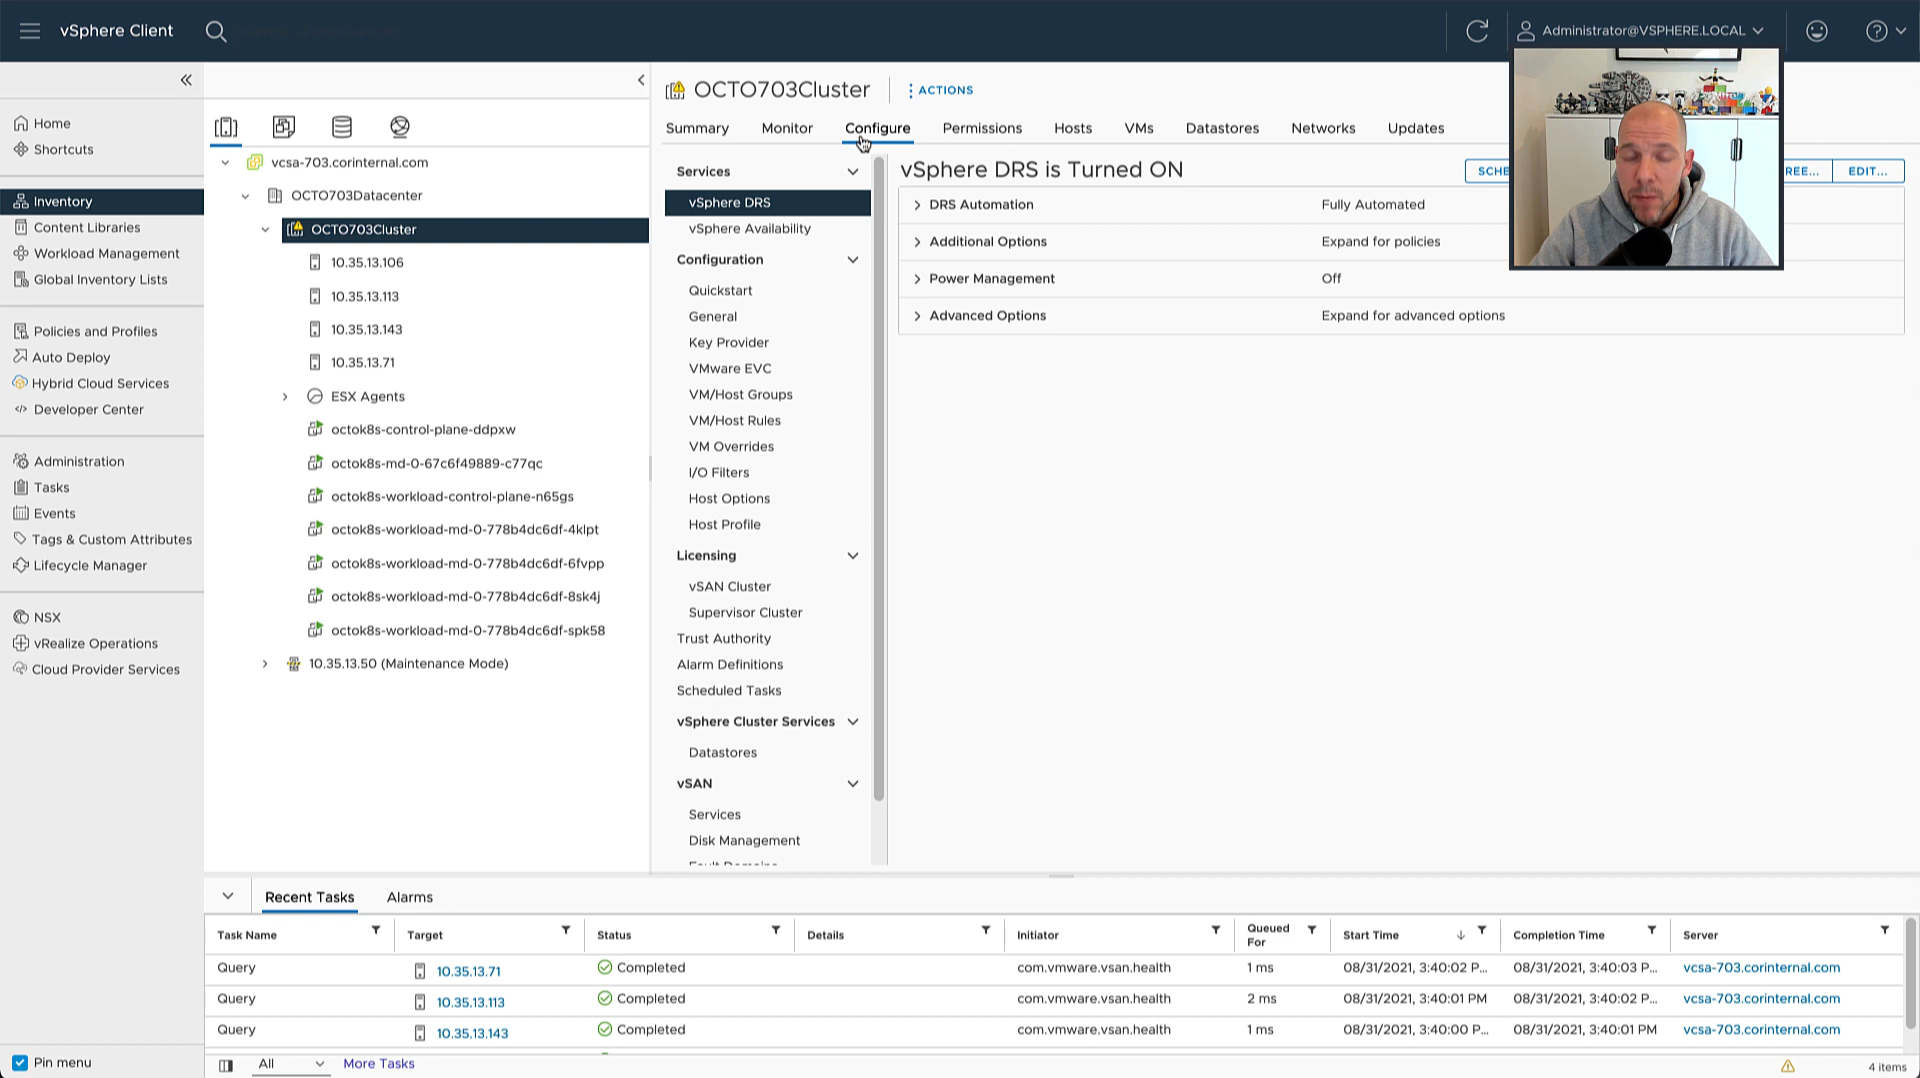 vSphere Client
Administrator@VSPHERE.LOCAL
Home
Shortcuts
Inventory
Content Libraries
Workload Management
Global Inventory Lists
Policies and Profiles
Auto Deploy
Hybrid Cloud Services
Developer Center
Administration
Tasks
Events
Tags & Custom Attributes
Lifecycle Manager
NSX
vRealize Operations
Cloud Provider Services
Pin menu
vcsa-703.corinternal.com
OCTO703Datacenter
OCTO703Cluster
10.35.13.106
10.35.13.113
10.35.13.143
10.35.13.71
ESX Agents
octok8s-control-plane-ddpxw
octok8s-md-0-67c6f49889-c77qc
octok8s-workload-control-plane-n65gs
octok8s-workload-md-0-778b4dc6df-4klpt
octok8s-workload-md-0-778b4dc6df-6fvpp
octok8s-workload-md-0-778b4dc6df-8sk4j
octok8s-workload-md-0-778b4dc6df-spk58
10.35.13.50 (Maintenance Mode)
OCTO703Cluster ACTIONS
Summary Monitor Configure Permissions Hosts VMs Datastores Networks Updates
Services
vSphere DRS
vSphere Availability
Configuration
Quickstart
General
Key Provider
VMware EVC
VM/Host Groups
VM/Host Rules
VM Overrides
I/O Filters
Host Options
Host Profile
Licensing
vSAN Cluster
Supervisor Cluster
Trust Authority
Alarm Definitions
Scheduled Tasks
vSphere Cluster Services
Datastores
vSAN
Services
Disk Management
vSphere DRS is Turned ON SCHE REE... EDIT...
DRS Automation Fully Automated
Additional Options Expand for policies
Power Management Off
Advanced Options Expand for advanced options
Recent Tasks Alarms
Task Name Target Status Details Initiator Queued For Start Time Completion Time Server
Query 10.35.13.71 Completed com.vmware.vsan.health 1 ms 08/31/2021, 3:40:02 P... 08/31/2021, 3:40:03 P... vcsa-703.corinternal.com
Query 10.35.13.113 Completed com.vmware.vsan.health 2 ms 08/31/2021, 3:40:01 PM 08/31/2021, 3:40:02 P... vcsa-703.corinternal.com
Query 10.35.13.143 Completed com.vmware.vsan.health 1 ms 08/31/2021, 3:40:00 P... 08/31/2021, 3:40:01 PM vcsa-703.corinternal.com
All More Tasks 4 items